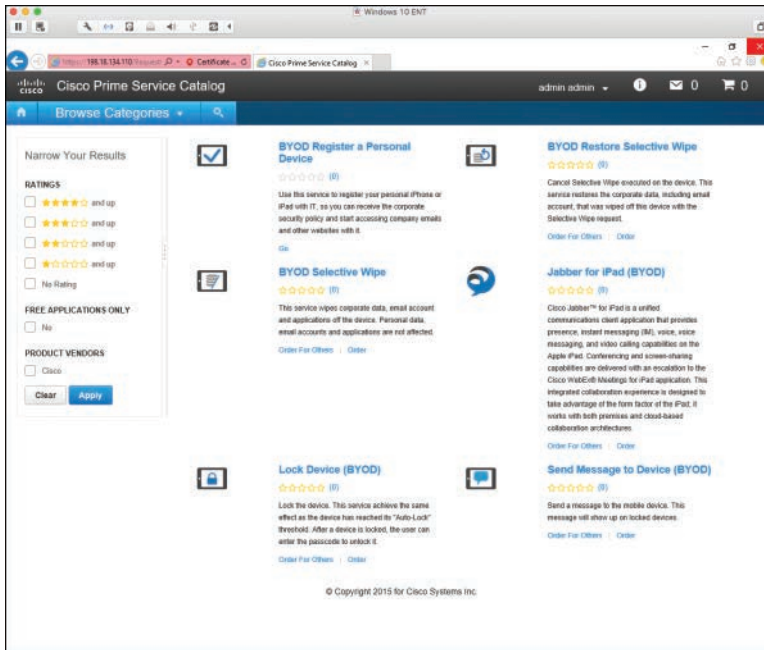 Windows 10 ENT
198.18.134.110
Certificate ...
Cisco Prime Service Catalog
cisco
Cisco Prime Service Catalog
admin admin
0
0
Browse Categories
Narrow Your Results
RATINGS
and up
and up
and up
and up
No Rating
FREE APPLICATIONS ONLY
No
PRODUCT VENDORS
Cisco
Clear
Apply
BYOD Register a Personal
Device
(0)
Use this service to register your personal iPhone or
iPad with IT, so you can receive the corporate
security policy and start accessing company emails
and other websites with it.
Go
BYOD Restore Selective Wipe
(0)
Cancel Selective Wipe executed on the device. This
service restores the corporate data, including email
account, that was wiped off this device with the
Selective Wipe request.
Order For Others | Order
BYOD Selective Wipe
(0)
This service wipes corporate data, email account
and applications off the device. Personal data,
email accounts and applications are not affected.
Order For Others | Order
Jabber for iPad (BYOD)
(0)
Cisco Jabber™ for iPad is a unified
communications client application that provides
presence, instant messaging (IM), voice, voice
messaging, and video calling capabilities on the
Apple iPad. Conferencing and screen-sharing
capabilities are delivered with an escalation to the
Cisco WebEx® Meetings for iPad application. This
integrated collaboration experience is designed to
take advantage of the form factor of the iPad; it
works with both premises and cloud-based
collaboration architectures.
Order For Others | Order
Lock Device (BYOD)
(0)
Lock the device. This service achieve the same
effect as the device has reached its "Auto-Lock"
threshold. After a device is locked, the user can
enter the passcode to unlock it.
Order For Others | Order
Send Message to Device (BYOD)
(0)
Send a message to the mobile device. This
message will show up on locked devices.
Order For Others | Order
© Copyright 2015 for Cisco Systems Inc.